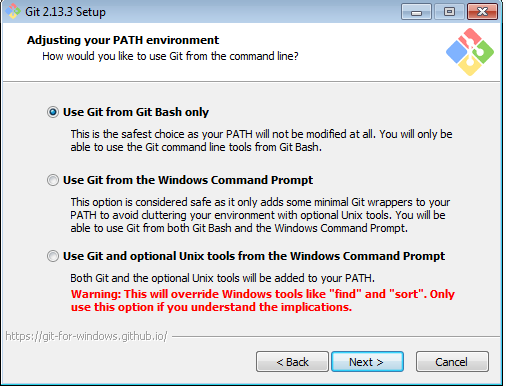 Git 2.13.3 Setup
Adjusting your PATH environment
How would you like to use Git from the command line?
Use Git from Git Bash only
This is the safest choice as your PATH will not be modified at all. You will only be
able to use the Git command line tools from Git Bash.
Use Git from the Windows Command Prompt
This option is considered safe as it only adds some minimal Git wrappers to your
PATH to avoid cluttering your environment with optional Unix tools. You will be
able to use Git from both Git Bash and the Windows Command Prompt.
Use Git and optional Unix tools from the Windows Command Prompt
Both Git and the optional Unix tools will be added to your PATH.
Warning: This will override Windows tools like "find" and "sort". Only
use this option if you understand the implications.
https://git-for-windows.github.io/
< Back
Next >
Cancel